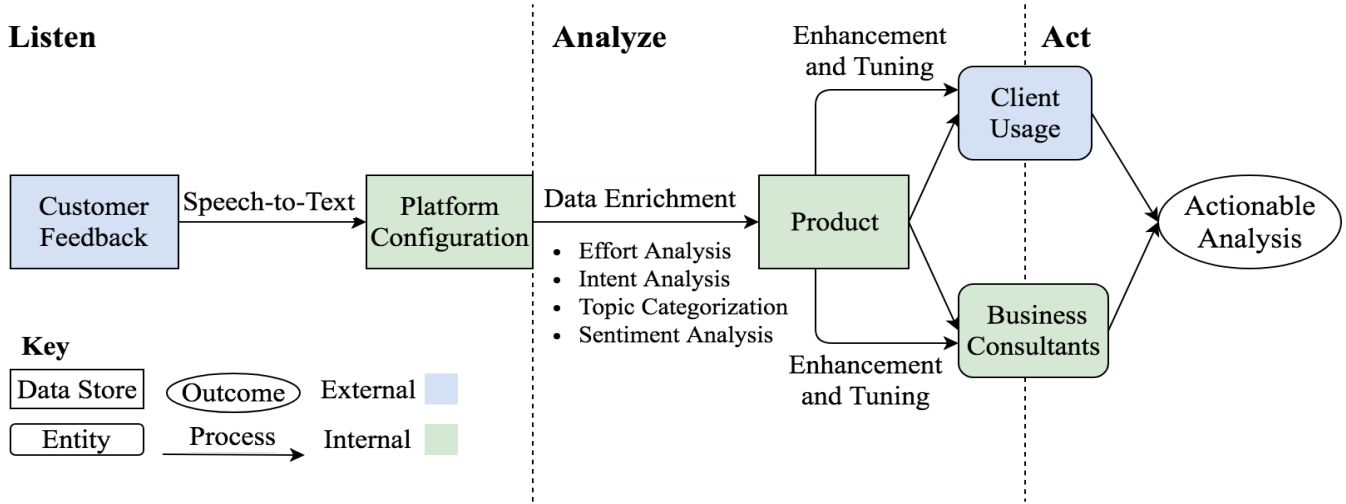 Listen
Analyze
Act
Enhancement
and Tuning
Client
Usage
Customer
Feedback
Speech-to-Text
Platform
Configuration
Data Enrichment
• Effort Analysis
• Intent Analysis
• Topic Categorization
• Sentiment Analysis
Product
Actionable
Analysis
Business
Consultants
Enhancement
and Tuning
Key
Data Store
Outcome
External
Entity
Process
Internal